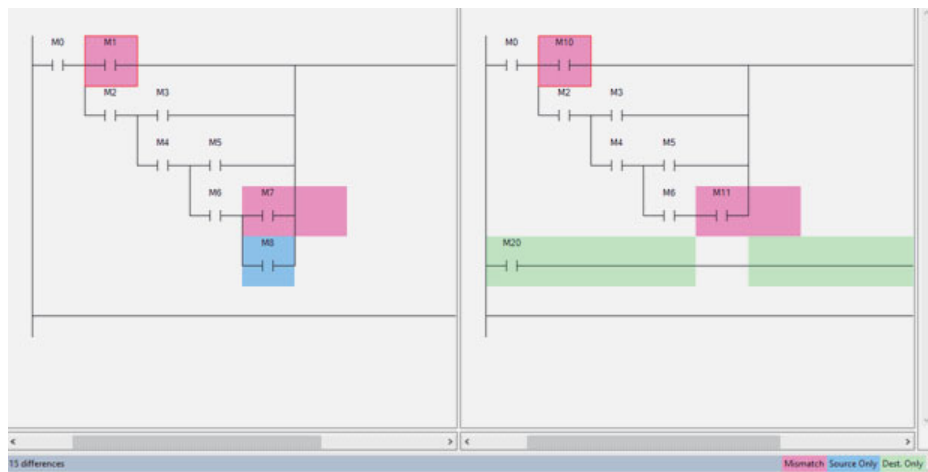 M0 M1
M2 M3
M4 M5
M6 M7
M8
M0 M10
M2 M3
M4 M5
M6 M11
M20
15 differences
Mismatch Source Only Dest. Only